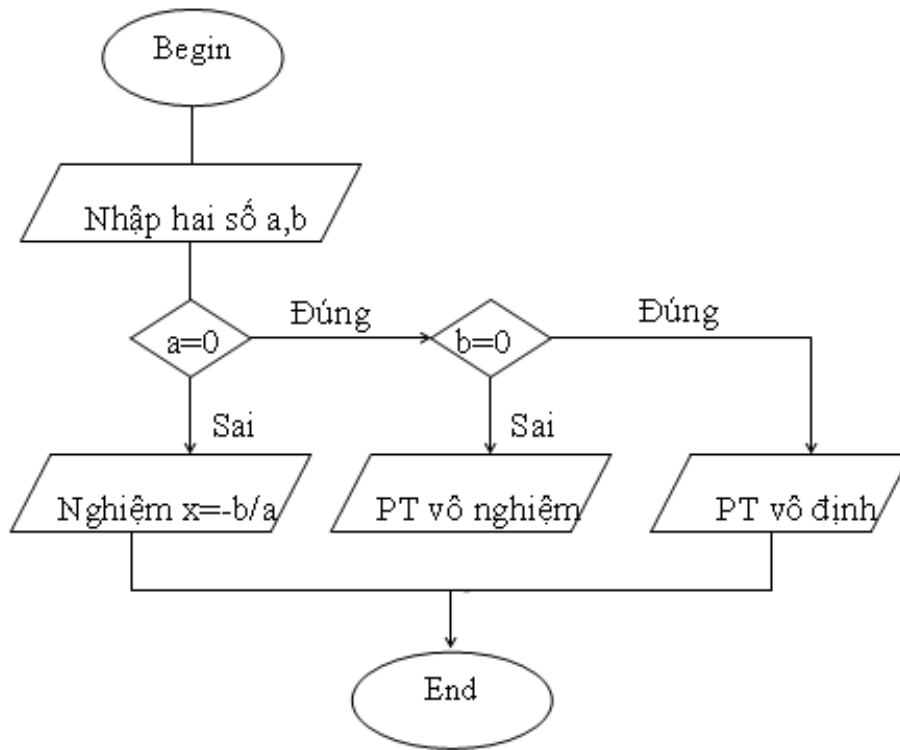 Begin
Nhập hai số a,b
a=0
Đúng
b=0
Đúng
Sai
Sai
Nghiệm x=-b/a
PT vô nghiệm
PT vô định
End